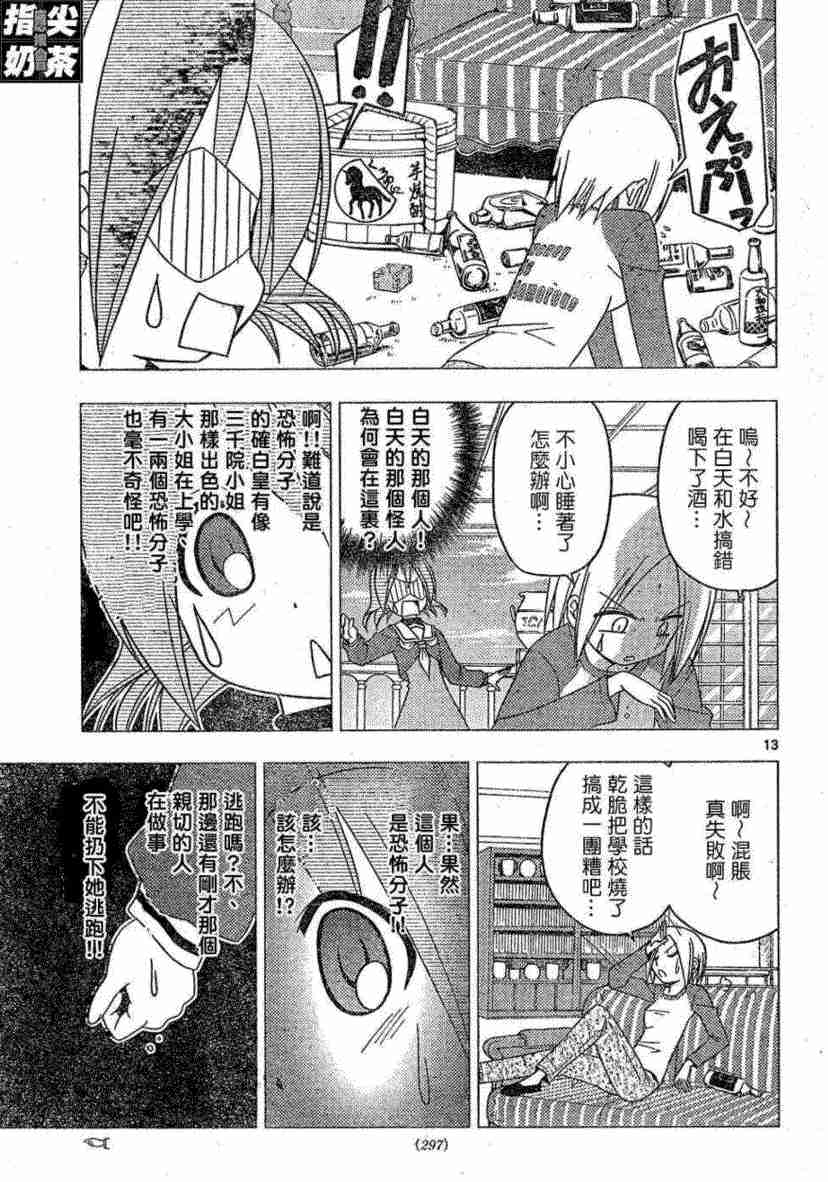 指尖
奶茶
おえっぷっ
!!
芋焼酎
嗚～不好～
在白天和水搞錯
喝下了酒…
不小心睡著了
怎麼辦啊…
白天的那個人!
白天的那個怪人
為何會在這裏?
啊!!難道說是
恐怖分子
的確白皇有像
三千院小姐
那樣出色的
大小姐在上學、
有一兩個恐怖分子
也毫不奇怪吧!!
13
啊～混賬
真失敗啊～
這樣的話
乾脆把學校燒了
搞成一團糟吧…
果…果然
這個人
是恐怖分子!!
該…
該怎麼辦!?
逃跑嗎?不、
那邊還有剛才那個
親切的人
在做事
不能扔下她逃跑!!
(297)